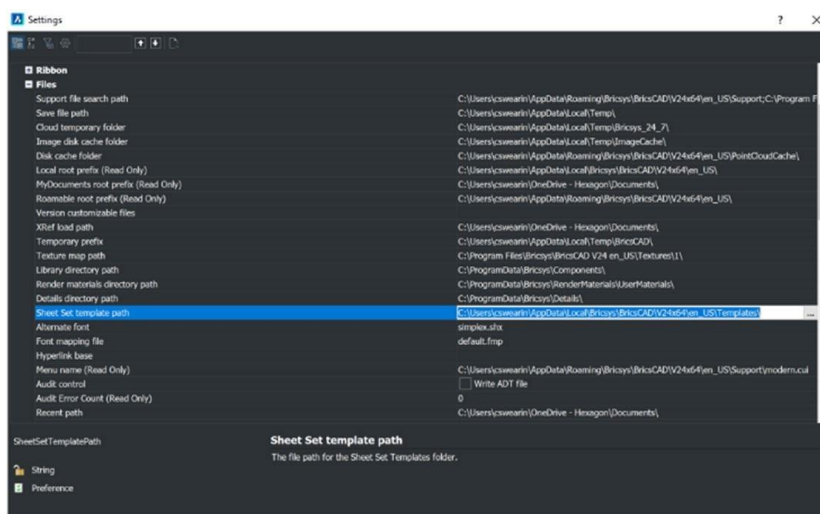 Settings
Ribbon
Files
Support file search path C:\Users\cswearin\AppData\Roaming\Bricsys\BricsCAD\V24x64\en_US\Support;C:\Program F
Save file path C:\Users\cswearin\AppData\Local\Temp\
Cloud temporary folder C:\Users\cswearin\AppData\Local\Temp\Bricsys_24_7\
Image disk cache folder C:\Users\cswearin\AppData\Local\Temp\ImageCache\
Disk cache folder C:\Users\cswearin\AppData\Roaming\Bricsys\BricsCAD\V24x64\en_US\PointCloudCache\
Local root prefix (Read Only) C:\Users\cswearin\AppData\Local\Bricsys\BricsCAD\V24x64\en_US\
MyDocuments root prefix (Read Only) C:\Users\cswearin\OneDrive - Hexagon\Documents\
Roamable root prefix (Read Only) C:\Users\cswearin\AppData\Roaming\Bricsys\BricsCAD\V24x64\en_US\
Version customizable files
XRef load path C:\Users\cswearin\OneDrive - Hexagon\Documents\
Temporary prefix C:\Users\cswearin\AppData\Local\Temp\BricsCAD\
Texture map path C:\Program Files\Bricsys\BricsCAD V24 en_US\Textures\1\
Library directory path C:\ProgramData\Bricsys\Components\
Render materials directory path C:\ProgramData\Bricsys\RenderMaterials\UserMaterials\
Details directory path C:\ProgramData\Bricsys\Details\
Sheet Set template path C:\Users\cswearin\AppData\Local\Bricsys\BricsCAD\V24x64\en_US\Templates\ ...
Alternate font simplex.shx
Font mapping file default.fmp
Hyperlink base
Menu name (Read Only) C:\Users\cswearin\AppData\Roaming\Bricsys\BricsCAD\V24x64\en_US\Support\modern.cui
Audit control Write ADT file
Audit Error Count (Read Only) 0
Recent path C:\Users\cswearin\OneDrive - Hexagon\Documents\
SheetSetTemplatePath Sheet Set template path
The file path for the Sheet Set Templates folder.
String
Preference